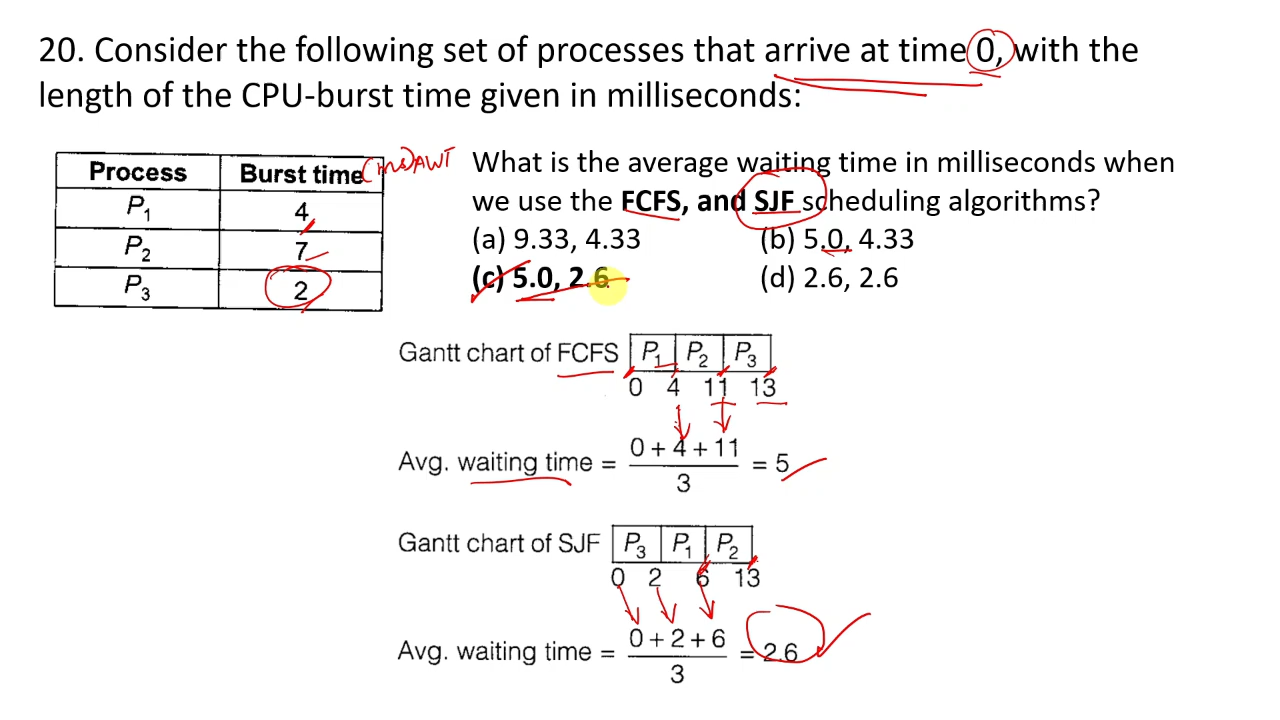 20. Consider the following set of processes that arrive at time 0, with the
length of the CPU-burst time given in milliseconds:
Process Burst time (ms) AWT
P₁ 4
P₂ 7
P₃ 2
What is the average waiting time in milliseconds when
we use the FCFS, and SJF scheduling algorithms?
(a) 9.33, 4.33 (b) 5.0, 4.33
(c) 5.0, 2.6 (d) 2.6, 2.6
Gantt chart of FCFS P₁ P₂ P₃
0 4 11 13
Avg. waiting time = 0 + 4 + 11 / 3 = 5
Gantt chart of SJF P₃ P₁ P₂
0 2 6 13
Avg. waiting time = 0 + 2 + 6 / 3 = 2.6